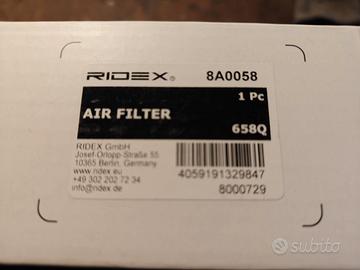 RIDEX® 8A0058
1 Pc
AIR FILTER
658Q
RIDEX GmbH
Josef-Orlopp-Straße 55
10365 Berlin, Germany
www.ridex.eu
+49 302 202 72 34
info@ridex.de
4059191329847
8000729
subito